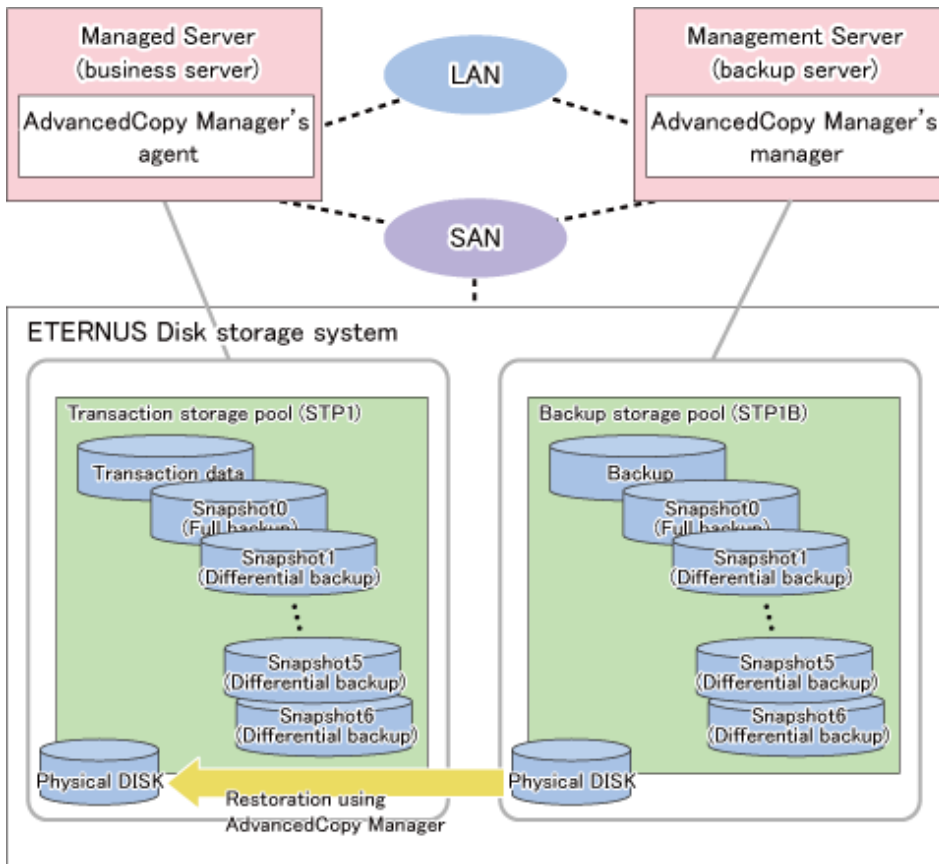 Managed Server
(business server)
AdvancedCopy Manager's
agent
LAN
Management Server
(backup server)
AdvancedCopy Manager's
manager
SAN
ETERNUS Disk storage system
Transaction storage pool (STP1)
Transaction data
Snapshot0
(Full backup)
Snapshot1
(Differential backup)
Snapshot5
(Differential backup)
Snapshot6
(Differential backup)
Physical DISK
Backup storage pool (STP1B)
Backup
Snapshot0
(Full backup)
Snapshot1
(Differential backup)
Snapshot5
(Differential backup)
Snapshot6
(Differential backup)
Physical DISK
Restoration using
AdvancedCopy Manager